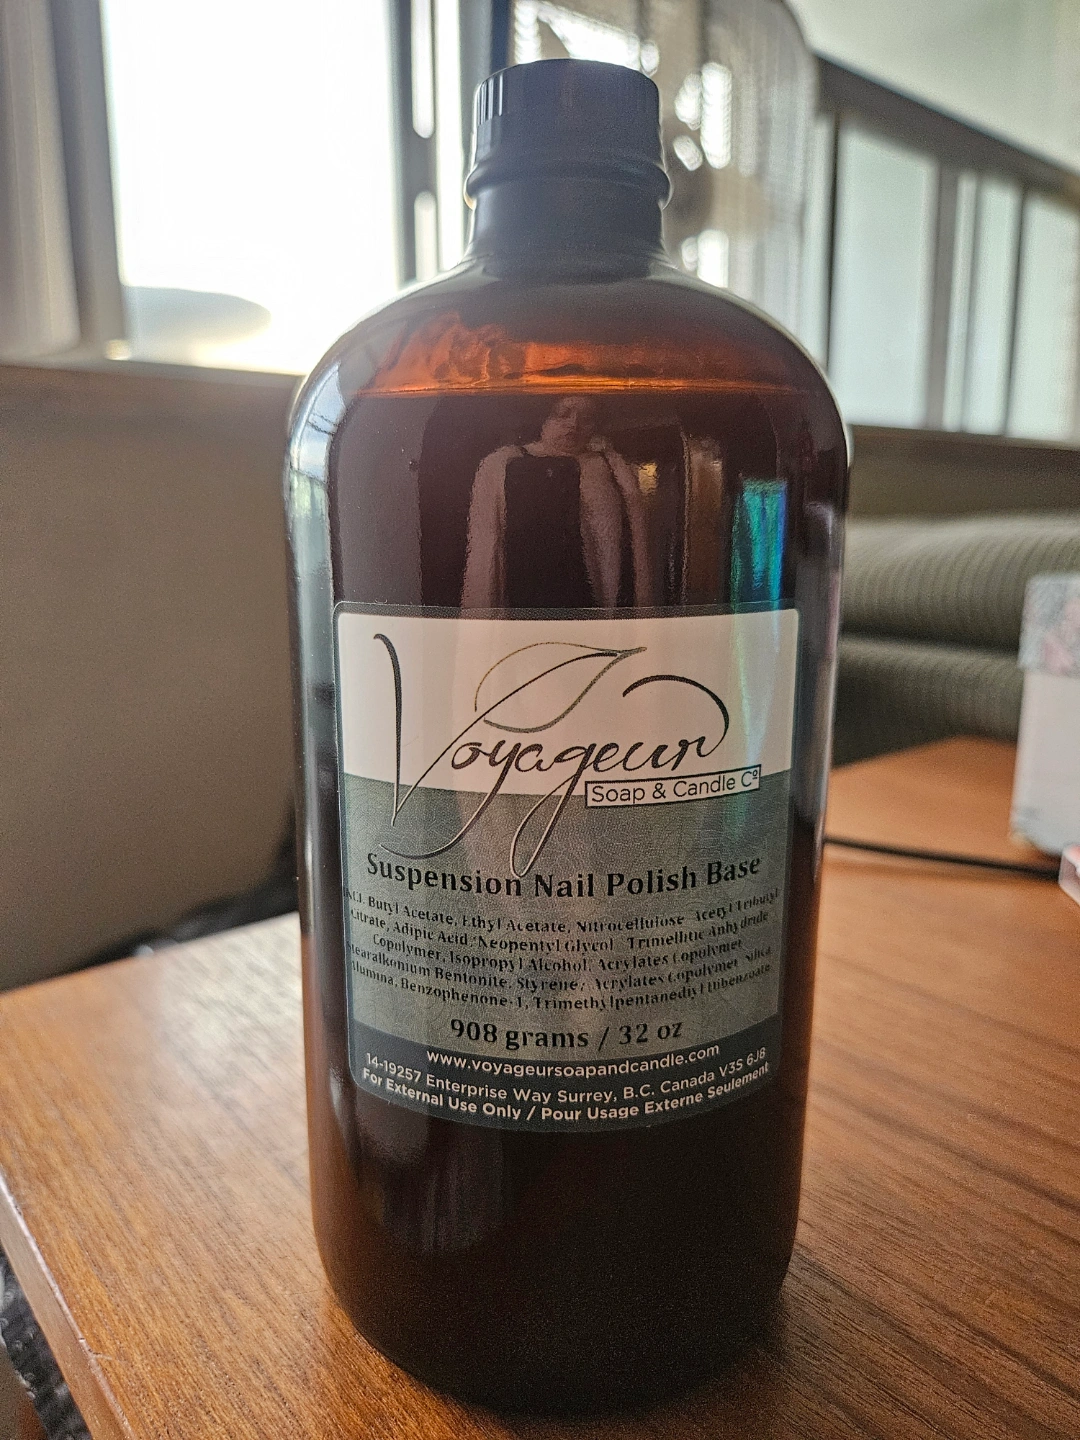 Voyageur
Soap & Candle Cº
Suspension Nail Polish Base
Butyl Acetate, Ethyl Acetate, Nitrocellulose, Acetyl Tributyl
Citrate, Adipic Acid/Neopentyl Glycol Trimellitic Anhydride
Copolymer, Isopropyl Alcohol, Acrylates Copolymer,
Stearalkonium Bentonite, Styrene/ Acrylates Copolymer, Silica
Alumina, Benzophenone-1, Trimethylpentanediyl
908 grams / 32 oz
www.voyageursoapandcandle.com
14-19257 Enterprise Way Surrey, B.C. Canada V3S 6J8
For External Use Only / Pour Usage Externe Seulement